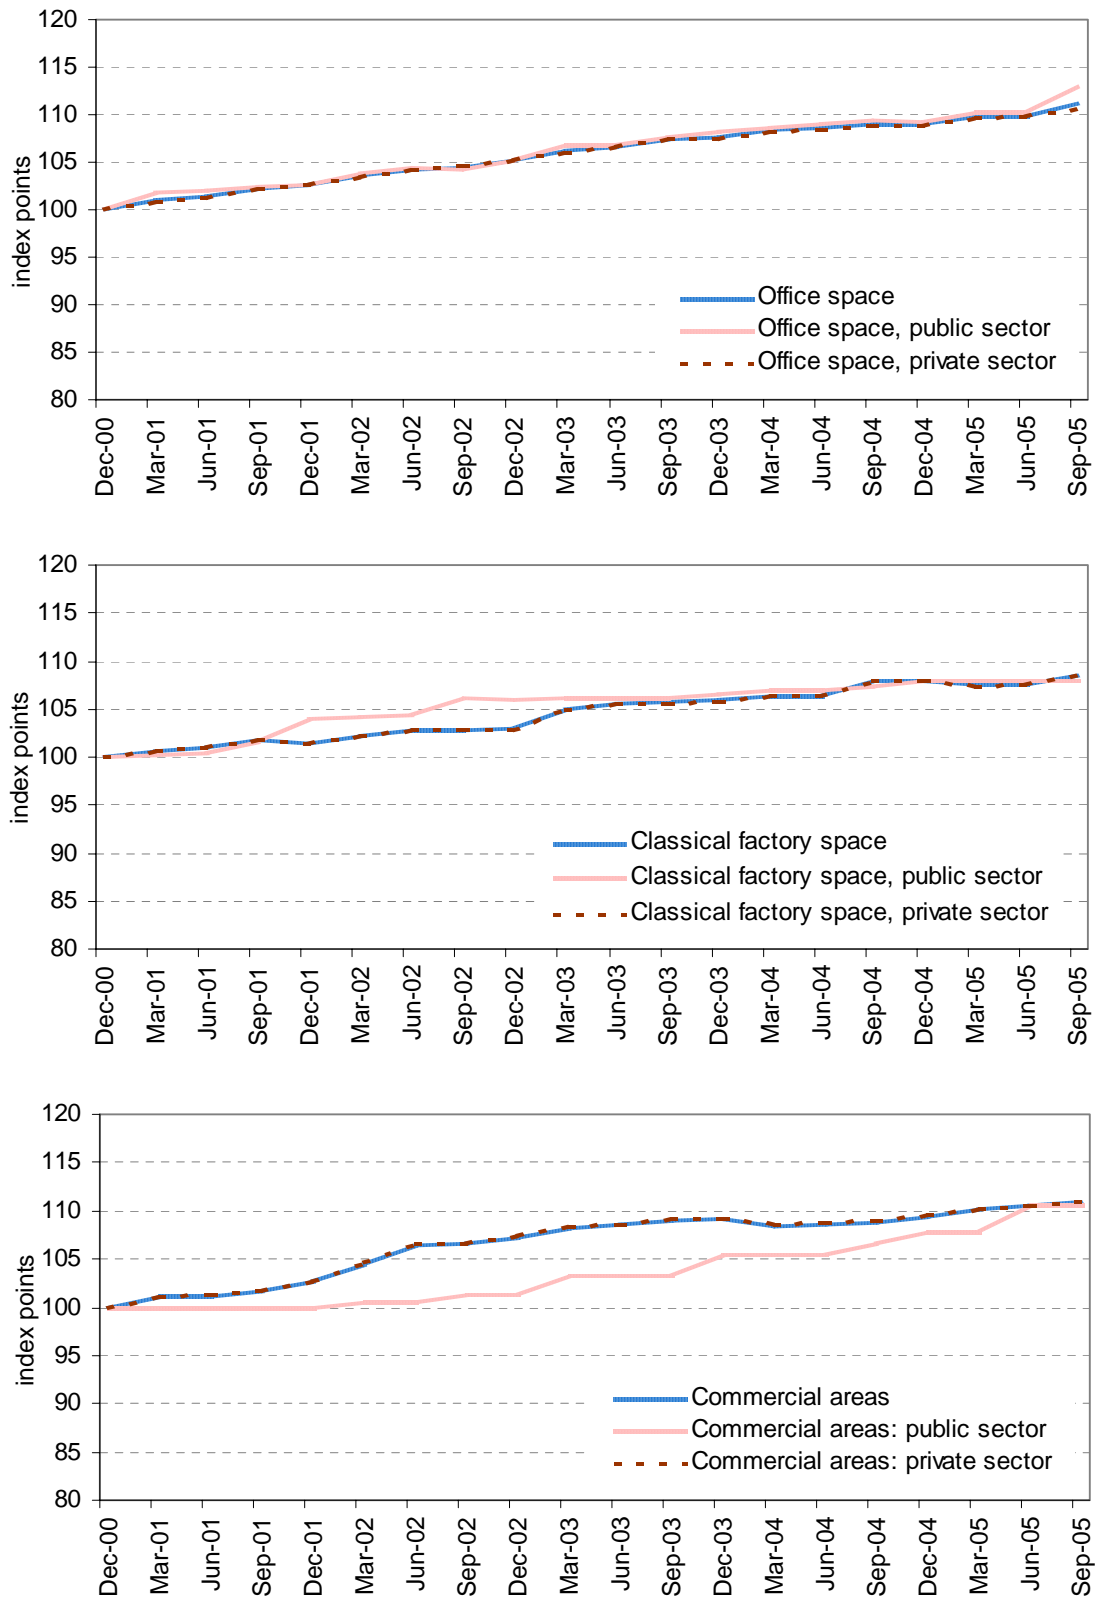 120
115
110
105
100
95
90
85
80
index points
Office space
Office space, public sector
Office space, private sector
Dec-00
Mar-01
Jun-01
Sep-01
Dec-01
Mar-02
Jun-02
Sep-02
Dec-02
Mar-03
Jun-03
Sep-03
Dec-03
Mar-04
Jun-04
Sep-04
Dec-04
Mar-05
Jun-05
Sep-05
120
115
110
105
100
95
90
85
80
index points
Classical factory space
Classical factory space, public sector
Classical factory space, private sector
Dec-00
Mar-01
Jun-01
Sep-01
Dec-01
Mar-02
Jun-02
Sep-02
Dec-02
Mar-03
Jun-03
Sep-03
Dec-03
Mar-04
Jun-04
Sep-04
Dec-04
Mar-05
Jun-05
Sep-05
120
115
110
105
100
95
90
85
80
index points
Commercial areas
Commercial areas: public sector
Commercial areas: private sector
Dec-00
Mar-01
Jun-01
Sep-01
Dec-01
Mar-02
Jun-02
Sep-02
Dec-02
Mar-03
Jun-03
Sep-03
Dec-03
Mar-04
Jun-04
Sep-04
Dec-04
Mar-05
Jun-05
Sep-05